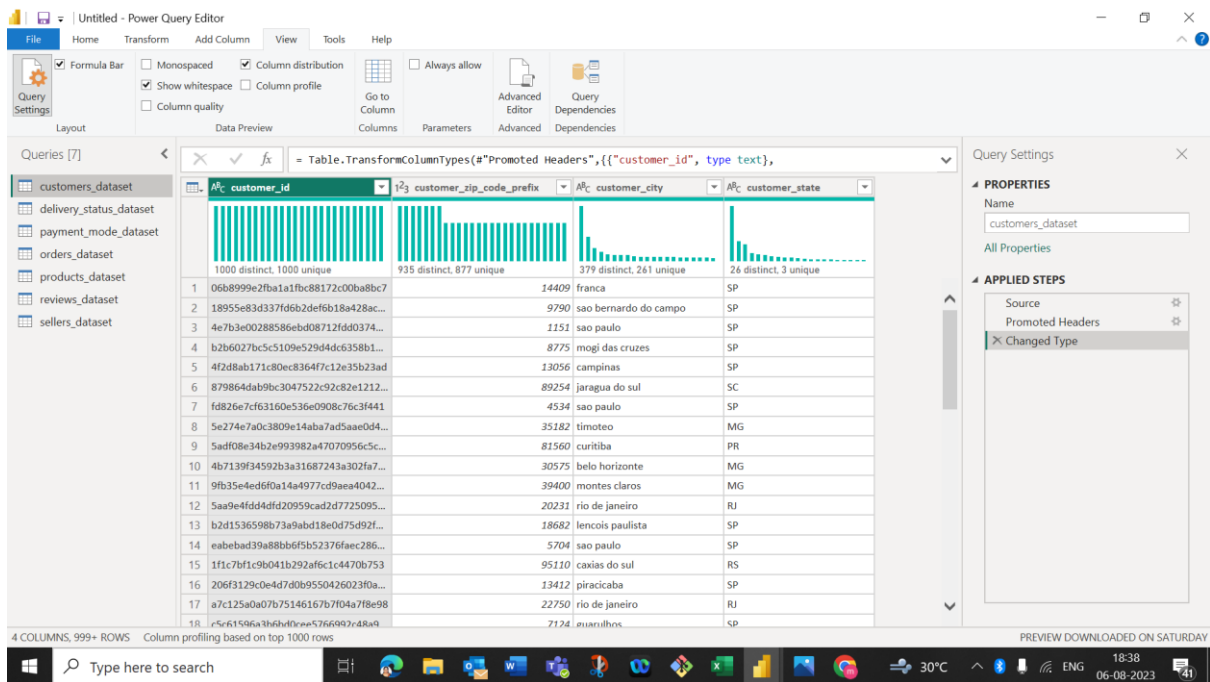 Untitled - Power Query Editor
File Home Transform Add Column View Tools Help
Formula Bar Monospaced Column distribution Always allow
Show whitespace Column profile
Column quality
Query Settings Go to Column Advanced Editor Query Dependencies
Layout Data Preview Columns Parameters Advanced Dependencies
Queries [7]
customers_dataset
delivery_status_dataset
payment_mode_dataset
orders_dataset
products_dataset
reviews_dataset
sellers_dataset
fx = Table.TransformColumnTypes(#"Promoted Headers",{{"customer_id", type text},
ABC customer_id 123 customer_zip_code_prefix ABC customer_city ABC customer_state
1000 distinct, 1000 unique 935 distinct, 877 unique 379 distinct, 261 unique 26 distinct, 3 unique
1 06b8999e2fba1a1fbc88172c00ba8bc7 14409 franca SP
2 18955e83d337fd6b2def6b18a428ac... 9790 sao bernardo do campo SP
3 4e7b3e00288586ebd08712fdd0374... 1151 sao paulo SP
4 b2b6027bc5c5109e529d4dc6358b1... 8775 mogi das cruzes SP
5 4f2d8ab171c80ec8364f7c12e35b23ad 13056 campinas SP
6 879864dab9bc3047522c92c82e1212... 89254 jaragua do sul SC
7 fd826e7cf63160e536e0908c76c3f441 4534 sao paulo SP
8 5e274e7a0c3809e14aba7ad5aae0d4... 35182 timoteo MG
9 5adf08e34b2e993982a47070956c5c... 81560 curitiba PR
10 4b7139f34592b3a31687243a302fa7... 30575 belo horizonte MG
11 9fb35e4ed6f0a14a4977cd9aea4042... 39400 montes claros MG
12 5aa9e4fdd4dfd20959cad2d7725095... 20231 rio de janeiro RJ
13 b2d1536598b73a9abd18e0d75d92f... 18682 lencois paulista SP
14 eabebad39a88bb6f5b52376faec286... 5704 sao paulo SP
15 1f1c7bf1c9b041b292af6c1c4470b753 95110 caxias do sul RS
16 206f3129c0e4d7d0b9550426023f0a... 13412 piracicaba SP
17 a7c125a0a07b75146167b7f04a7f8e98 22750 rio de janeiro RJ
18 c5c61596a3b6bd0cee5766992c48a9... 7124 guarulhos SP
Query Settings
PROPERTIES
Name
customers_dataset
All Properties
APPLIED STEPS
Source
Promoted Headers
Changed Type
4 COLUMNS, 999+ ROWS Column profiling based on top 1000 rows PREVIEW DOWNLOADED ON SATURDAY
Type here to search 30°C ENG 18:38
06-08-2023 41